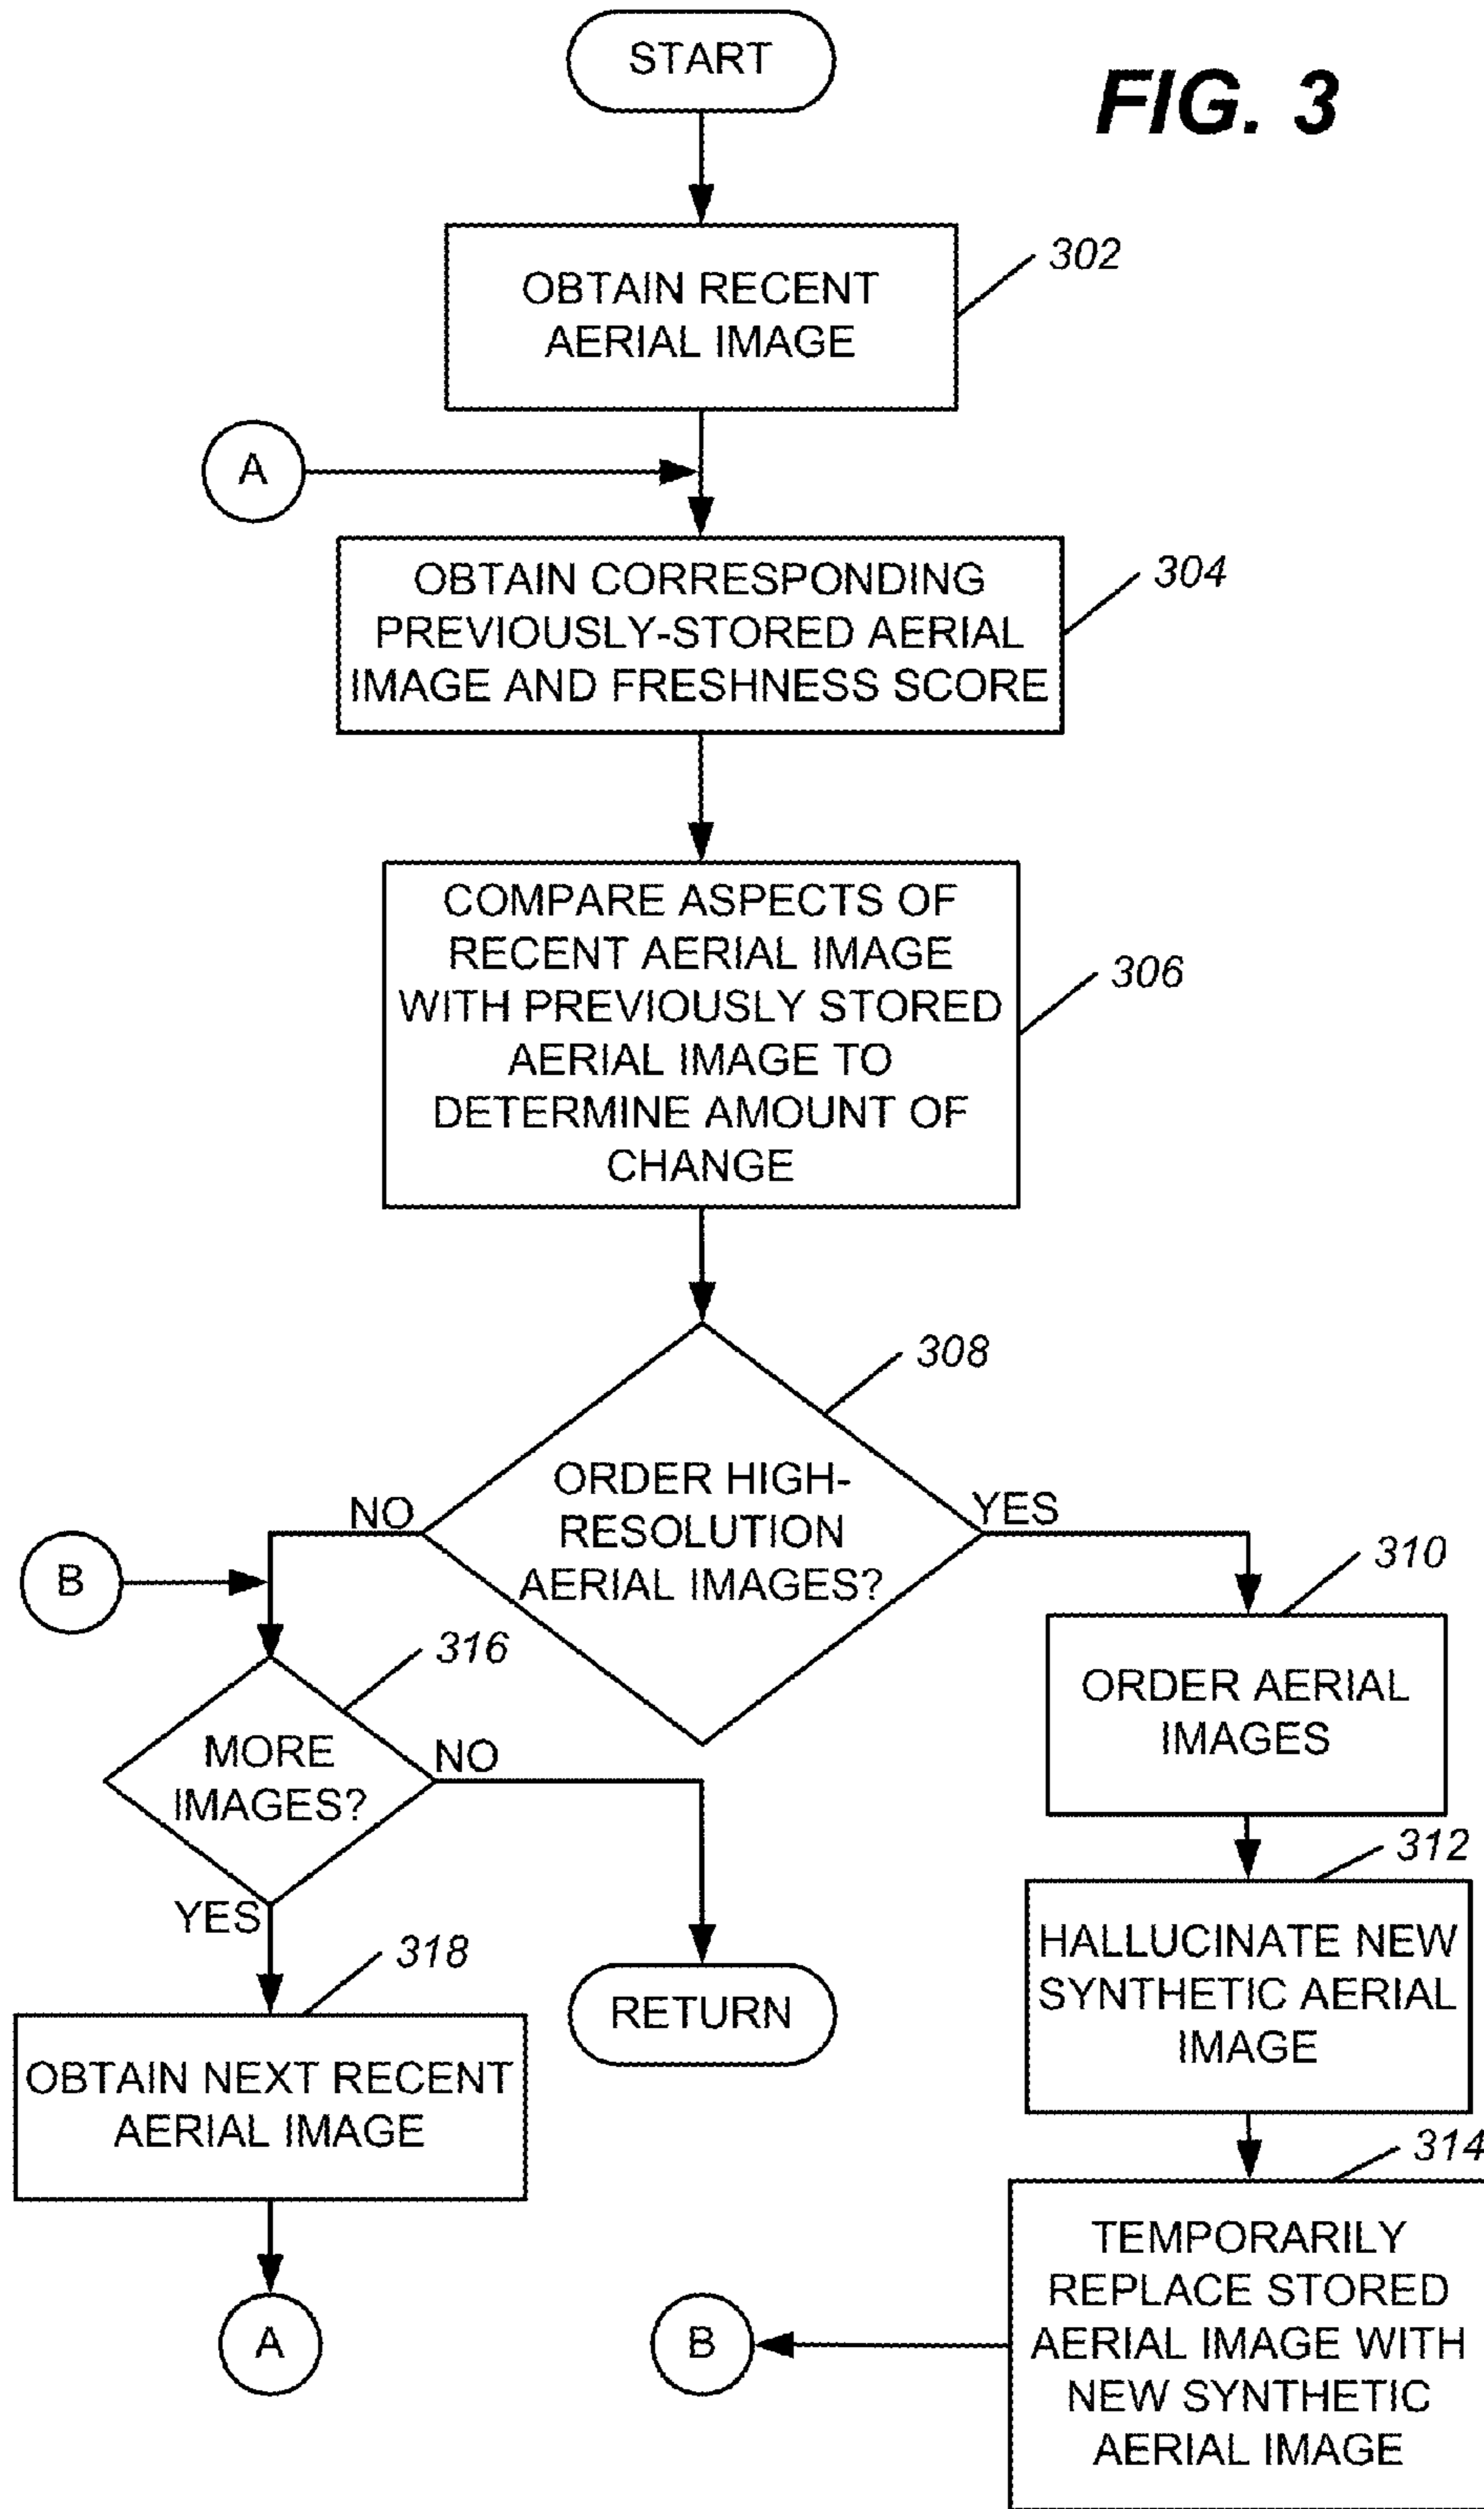 START
FIG. 3
302
OBTAIN RECENT
AERIAL IMAGE
A
304
OBTAIN CORRESPONDING
PREVIOUSLY-STORED AERIAL
IMAGE AND FRESHNESS SCORE
306
COMPARE ASPECTS OF
RECENT AERIAL IMAGE
WITH PREVIOUSLY STORED
AERIAL IMAGE TO
DETERMINE AMOUNT OF
CHANGE
308
ORDER HIGH-
RESOLUTION
AERIAL IMAGES?
NO
YES
B
310
ORDER AERIAL
IMAGES
316
MORE
IMAGES?
NO
YES
312
HALLUCINATE NEW
SYNTHETIC AERIAL
IMAGE
318
OBTAIN NEXT RECENT
AERIAL IMAGE
RETURN
314
TEMPORARILY
REPLACE STORED
AERIAL IMAGE WITH
NEW SYNTHETIC
AERIAL IMAGE
A
B